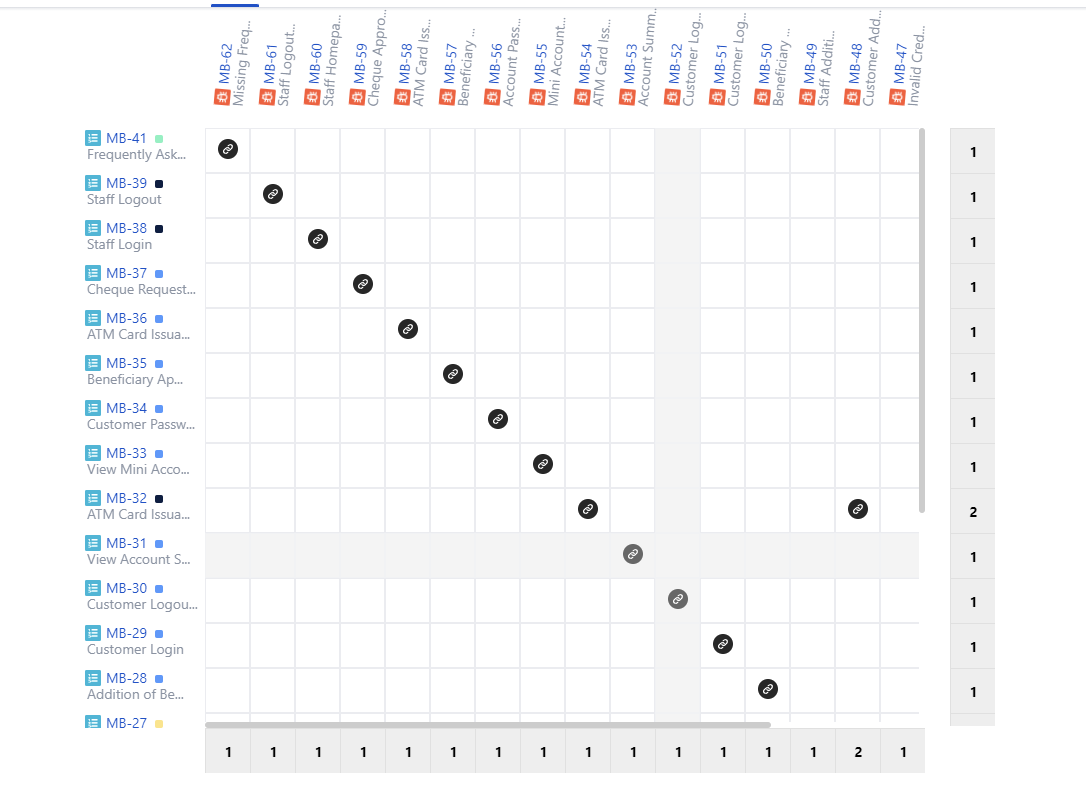 MB-62
Missing Freq...
MB-61
Staff Logout...
MB-60
Staff Homepa...
MB-59
Cheque Appro...
MB-58
ATM Card Iss...
MB-57
Beneficiary ...
MB-56
Account Pass...
MB-55
Mini Account...
MB-54
ATM Card Iss...
MB-53
Account Summ...
MB-52
Customer Log...
MB-51
Customer Log...
MB-50
Beneficiary ...
MB-49
Staff Additi...
MB-48
Customer Add...
MB-47
Invalid Cred...
MB-41
Frequently Ask...
1
MB-39
Staff Logout
1
MB-38
Staff Login
1
MB-37
Cheque Request...
1
MB-36
ATM Card Issua...
1
MB-35
Beneficiary Ap...
1
MB-34
Customer Passw...
1
MB-33
View Mini Acco...
1
MB-32
ATM Card Issua...
2
MB-31
View Account S...
1
MB-30
Customer Logou...
1
MB-29
Customer Login
1
MB-28
Addition of Be...
1
MB-27
1 1 1 1 1 1 1 1 1 1 1 1 1 1 2 1